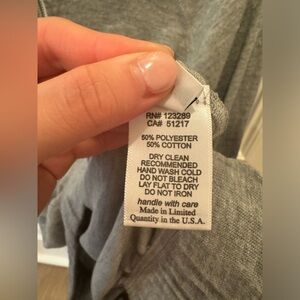 RN# 123289
CA# 51217
50% POLYESTER
50% COTTON
DRY CLEAN
RECOMMENDED
HAND WASH COLD
DO NOT BLEACH
LAY FLAT TO DRY
DO NOT IRON
handle with care
Made in Limited
Quantity in the U.S.A.